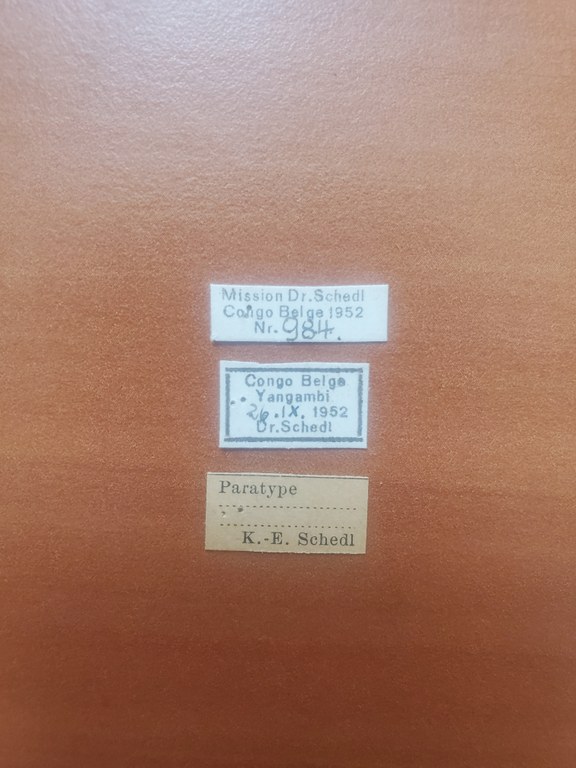 Mission Dr. Schedl
Congo Belge 1952
Nr. 984.
Congo Belge
Yangambi
26. IX. 1952
Dr. Schedl
Paratype
K.-E. Schedl